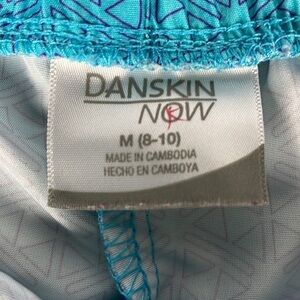 DANSKIN
NOW
M (8-10)
MADE IN CAMBODIA
HECHO EN CAMBOYA